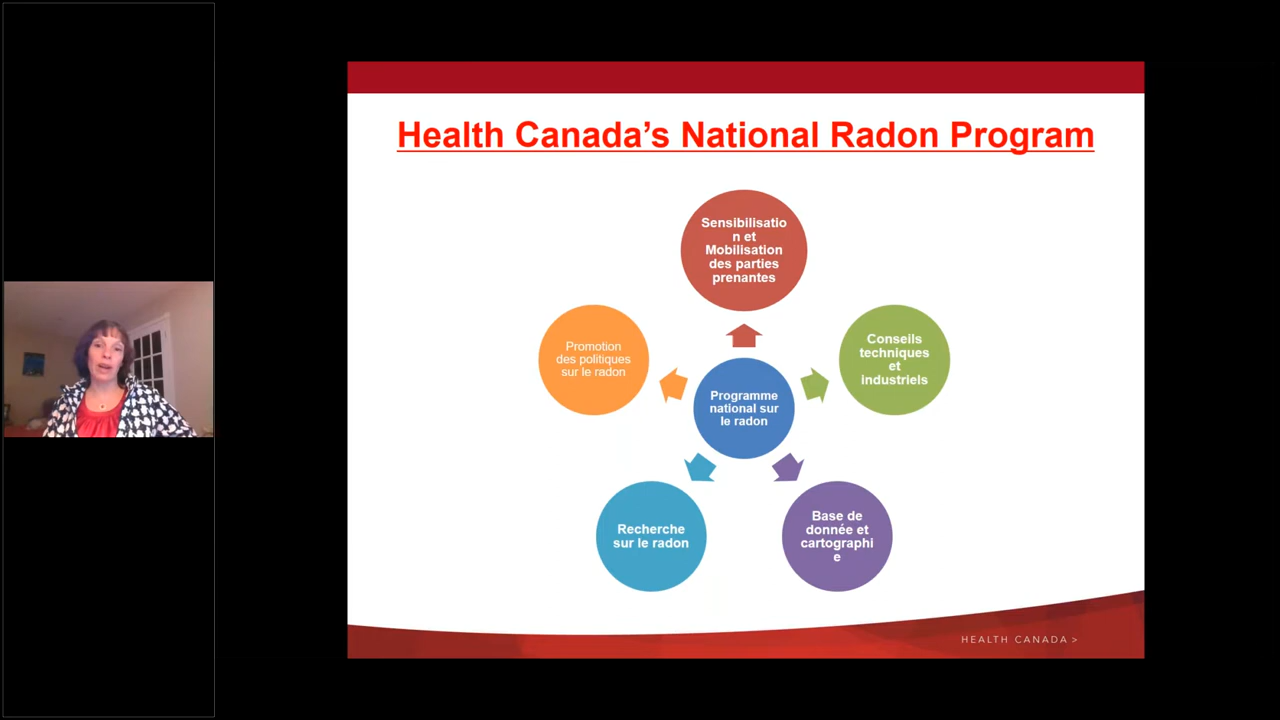 Health Canada’s National Radon Program
Sensibilisatio
n et
Mobilisation
des parties
prenantes
Promotion
des politiques
sur le radon
Conseils
techniques
et
industriels
Programme
national sur
le radon
Recherche
sur le radon
Base de
donnée et
cartographi
e
HEALTH CANADA >